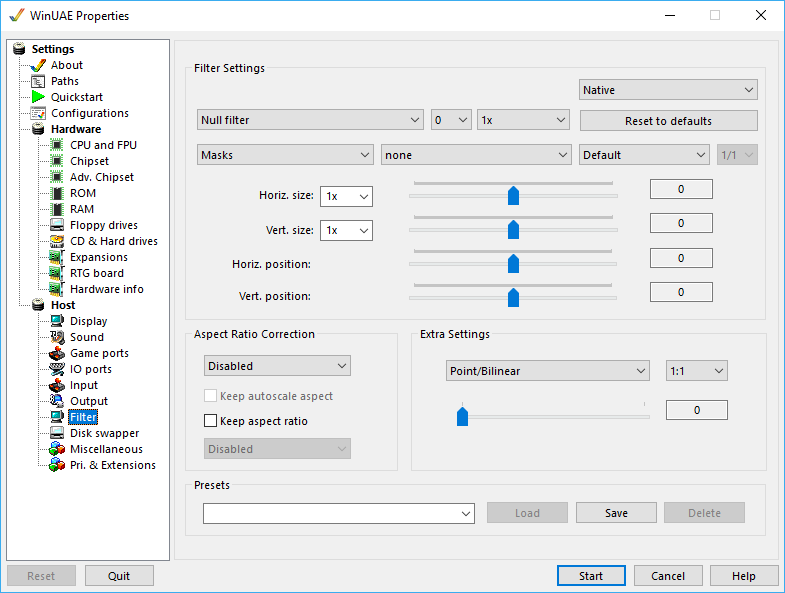 WinUAE Properties
Settings
About
Paths
Quickstart
Configurations
Hardware
CPU and FPU
Chipset
Adv. Chipset
ROM
RAM
Floppy drives
CD & Hard drives
Expansions
RTG board
Hardware info
Host
Display
Sound
Game ports
IO ports
Input
Output
Filter
Disk swapper
Miscellaneous
Pri. & Extensions
Filter Settings
Native
Null filter 0 1x Reset to defaults
Masks none Default 1/1
Horiz. size: 1x 0
Vert. size: 1x 0
Horiz. position: 0
Vert. position: 0
Aspect Ratio Correction
Disabled
Keep autoscale aspect
Keep aspect ratio
Disabled
Extra Settings
Point/Bilinear 1:1
0
Presets
Load Save Delete
Reset Quit Start Cancel Help